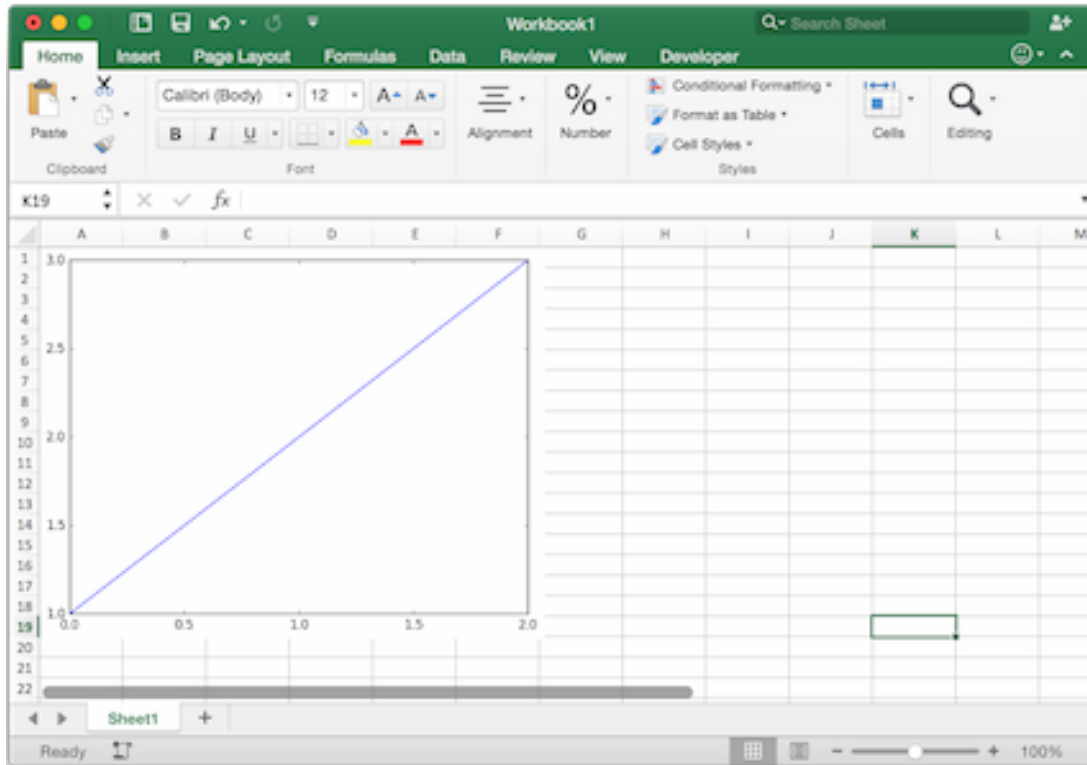 Workbook1 Search Sheet
Home Insert Page Layout Formulas Data Review View Developer
Paste
Calibri (Body) 12 A A
B I U A
Alignment
%
Number
Conditional Formatting
Format as Table
Cell Styles
Cells
Editing
Clipboard Font Styles
K19 fx
A B C D E F G H I J K L M
1
2
3
4
5
6
7
8
9
10
11
12
13
14
15
16
17
18
19
20
21
22
3.0
2.5
2.0
1.5
1.0
0.0 0.5 1.0 1.5 2.0
Sheet1 +
Ready 100%